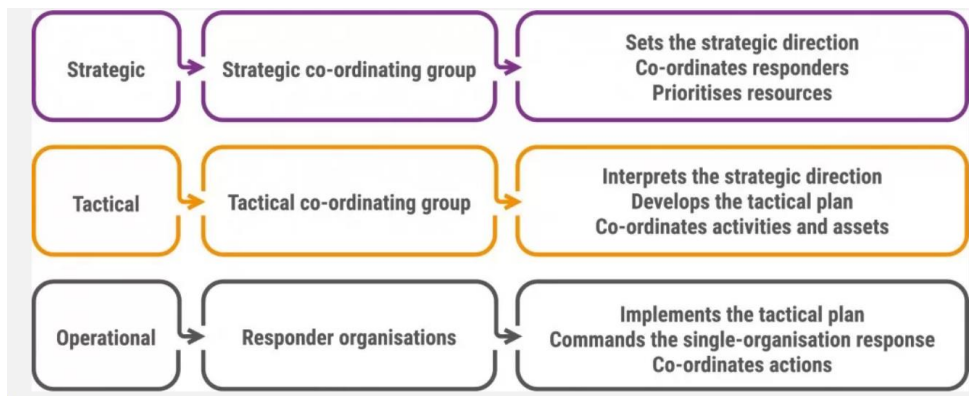 Strategic
Strategic co-ordinating group
Sets the strategic direction
Co-ordinates responders
Prioritises resources
Tactical
Tactical co-ordinating group
Interprets the strategic direction
Develops the tactical plan
Co-ordinates activities and assets
Operational
Responder organisations
Implements the tactical plan
Commands the single-organisation response
Co-ordinates actions